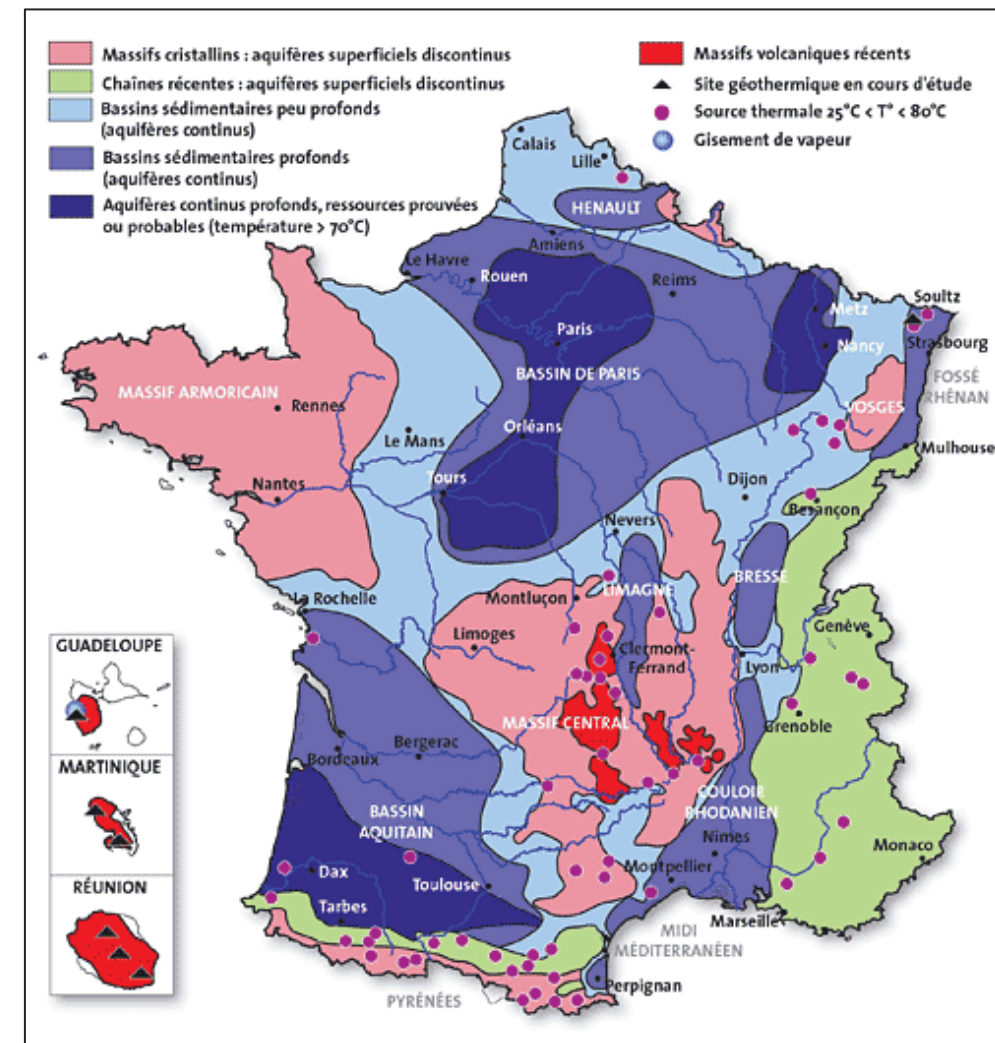 Massifs cristallins : aquifères superficiels discontinus
Chaînes récentes : aquifères superficiels discontinus
Bassins sédimentaires peu profonds
(aquifères continus)
Bassins sédimentaires profonds
(aquifères continus)
Aquifères continus profonds, ressources prouvées
ou probables (température > 70°C)
Massifs volcaniques récents
Site géothermique en cours d'étude
Source thermale 25°C < T° < 80°C
Gisement de vapeur
Calais
Lille
HENAULT
Amiens
Le Havre
Rouen
Reims
Metz
Soultz
Paris
Nancy
Strasbourg
BASSIN DE PARIS
FOSSÉ
RHÉNAN
MASSIF ARMORICAIN
Rennes
VOSGES
Le Mans
Orléans
Mulhouse
Tours
Dijon
Nantes
Besançon
Nevers
BRESSE
LIMAGNE
La Rochelle
Montluçon
Limoges
Genève
Clermont-
Ferrand
Lyon
MASSIF CENTRAL
Grenoble
Bergerac
Bordeaux
COULOIR
RHODANIEN
BASSIN
AQUITAIN
Nîmes
Monaco
Montpellier
Dax
Toulouse
Tarbes
Marseille
MIDI
MÉDITERRANÉEN
Perpignan
PYRÉNÉES
GUADELOUPE
MARTINIQUE
RÉUNION